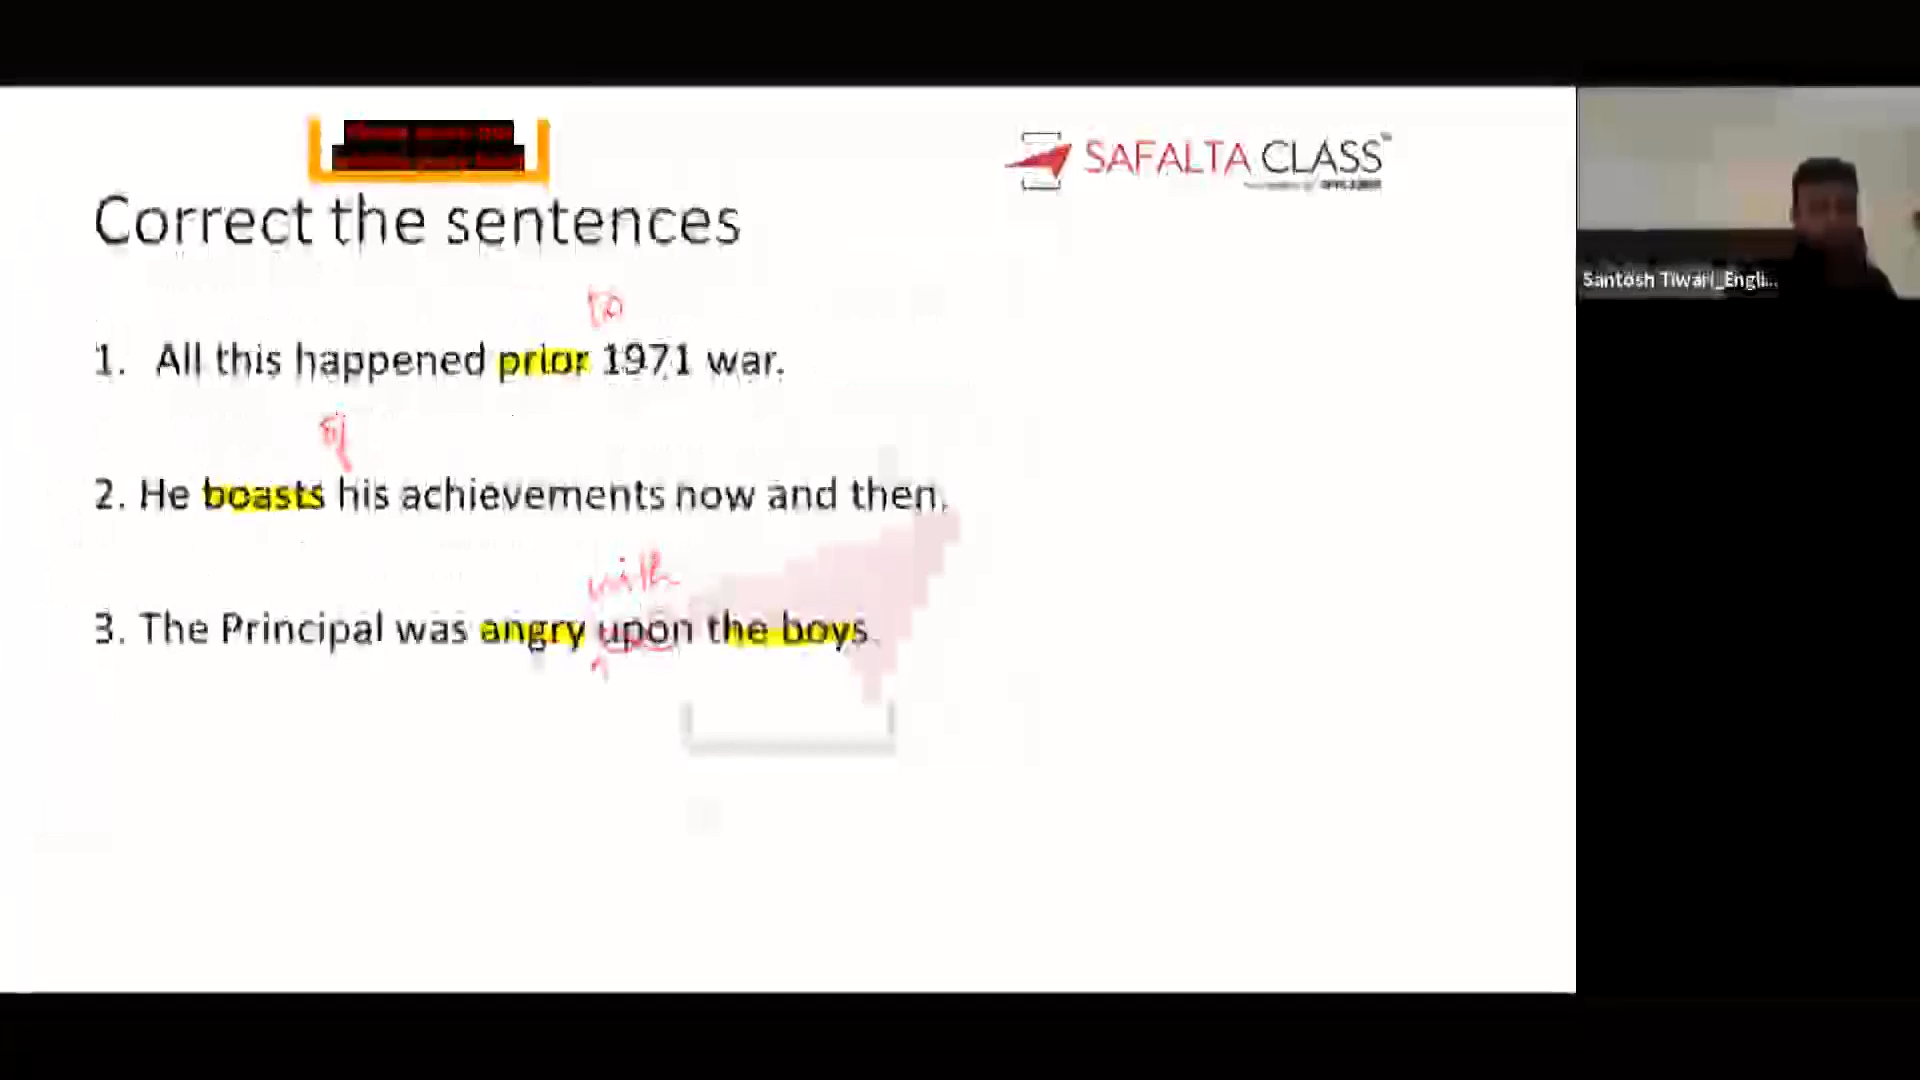 SAFALTA CLASS
Correct the sentences
to
1. All this happened prior 1971 war.
of
2. He boasts his achievements now and then.
with
3. The Principal was angry upon the boys.
Santosh Tiwari_Engli...